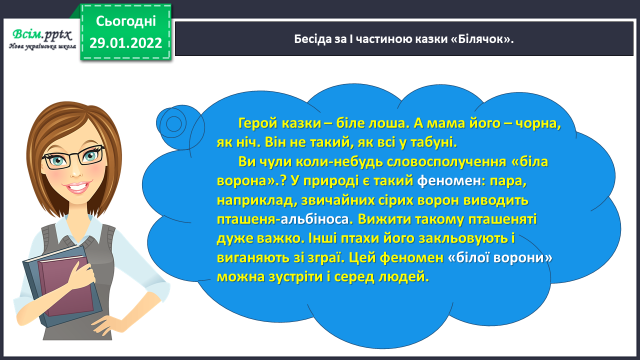 Всім.pptx
Нова українська школа
Сьогодні
29.01.2022
Бесіда за І частиною казки «Білячок».
Герой казки – біле лоша. А мама його – чорна,
як ніч. Він не такий, як всі у табуні.
Ви чули коли-небудь словосполучення «біла
ворона».? У природі є такий феномен: пара,
наприклад, звичайних сірих ворон виводить
пташеня-альбіноса. Вижити такому пташеняті
дуже важко. Інші птахи його закльовують і
виганяють зі зграї. Цей феномен «білої ворони»
можна зустріти і серед людей.